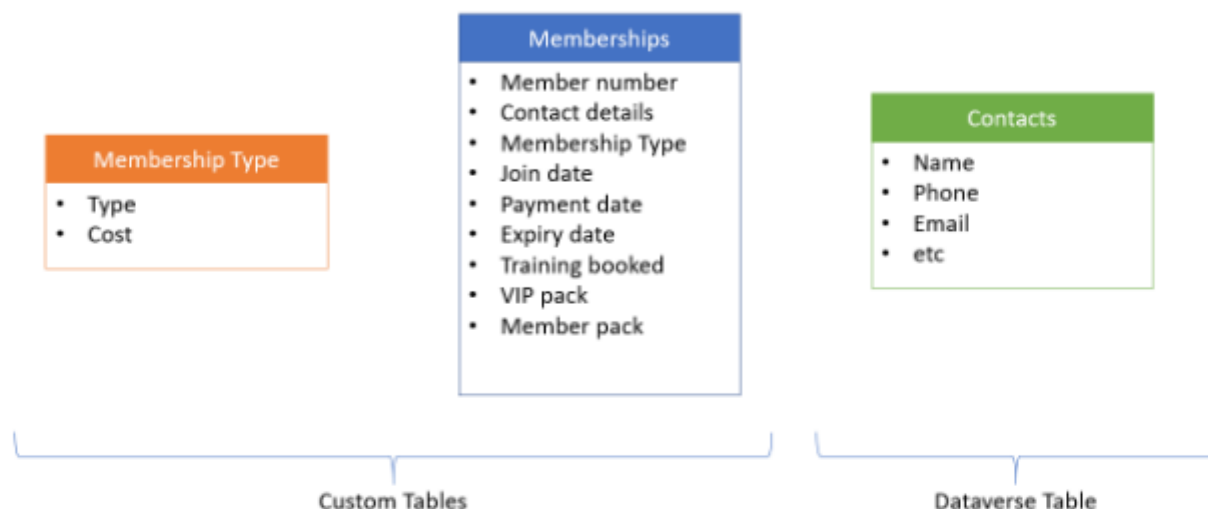 Membership Type
• Type
• Cost
Memberships
• Member number
• Contact details
• Membership Type
• Join date
• Payment date
• Expiry date
• Training booked
• VIP pack
• Member pack
Contacts
• Name
• Phone
• Email
• etc
Custom Tables
Dataverse Table